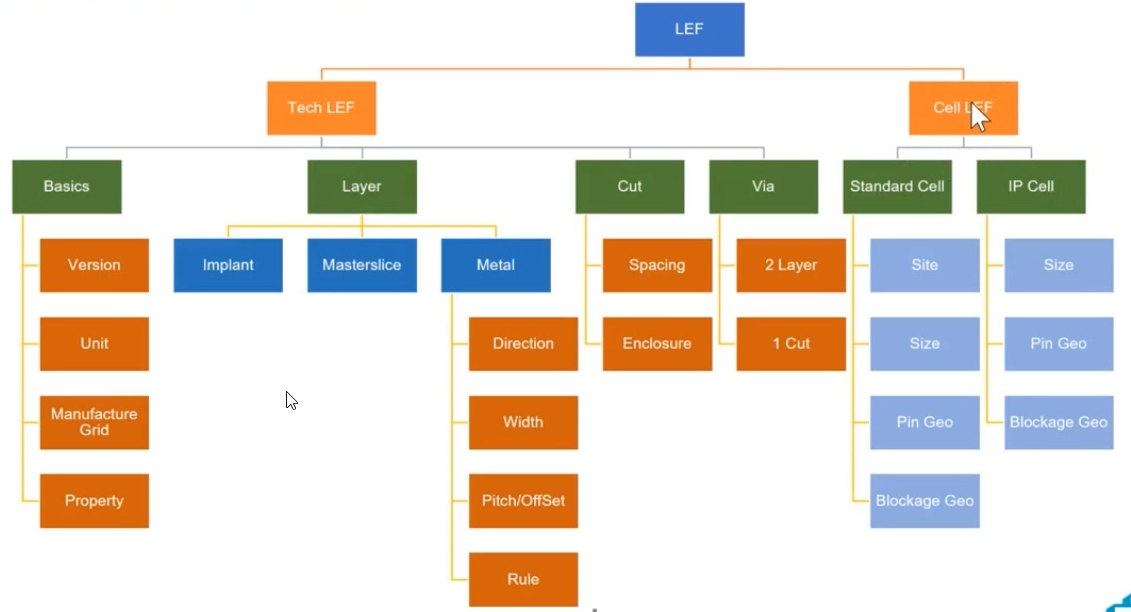 LEF
Tech LEF
Cell LEF
Basics
Layer
Cut
Via
Standard Cell
IP Cell
Version
Implant
Masterslice
Metal
Spacing
2 Layer
Site
Size
Unit
Direction
Enclosure
1 Cut
Size
Pin Geo
Manufacture
Grid
Width
Pin Geo
Blockage Geo
Property
Pitch/OffSet
Blockage Geo
Rule